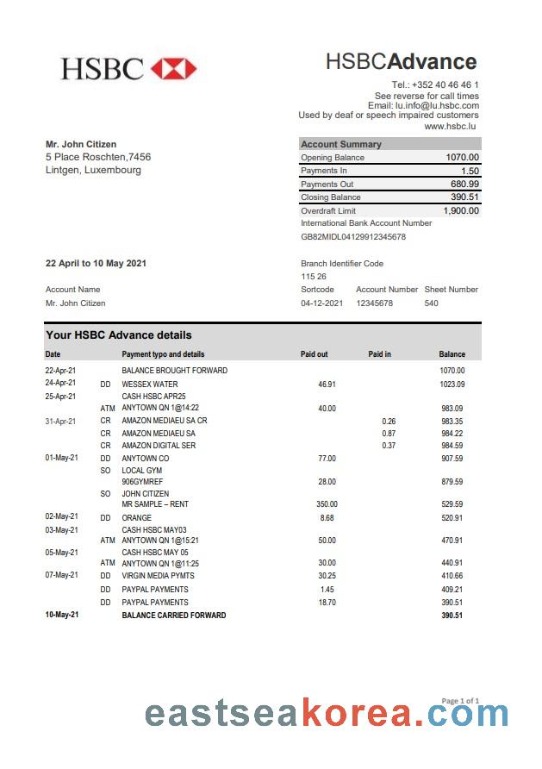 HSBC
HSBCAdvance
Tel.: +352 40 46 46 1
See reverse for call times
Email: lu.info@lu.hsbc.com
Used by deaf or speech impaired customers
www.hsbc.lu
Mr. John Citizen
5 Place Roschten,7456
Lintgen, Luxembourg
Account Summary
Opening Balance 1070.00
Payments In 1.50
Payments Out 680.99
Closing Balance 390.51
Overdraft Limit 1,900.00
International Bank Account Number
GB82MIDL04129912345678
22 April to 10 May 2021
Branch Identifier Code
115 26
Account Name Sortcode Account Number Sheet Number
Mr. John Citizen 04-12-2021 12345678 540
Your HSBC Advance details
Date Payment typo and details Paid out Paid in Balance
22-Apr-21 BALANCE BROUGHT FORWARD 1070.00
24-Apr-21 DD WESSEX WATER 46.91 1023.09
25-Apr-21 CASH HSBC APR25
ATM ANYTOWN QN 1@14:22 40.00 983.09
31-Apr-21 CR AMAZON MEDIAEU SA CR 0.26 983.35
CR AMAZON MEDIAEU SA 0.87 984.22
CR AMAZON DIGITAL SER 0.37 984.59
01-May-21 DD ANYTOWN CO 77.00 907.59
SO LOCAL GYM
906GYMREF 28.00 879.59
SO JOHN CITIZEN
MR SAMPLE – RENT 350.00 529.59
02-May-21 DD ORANGE 8.68 520.91
03-May-21 CASH HSBC MAY03
ATM ANYTOWN QN 1@15:21 50.00 470.91
05-May-21 CASH HSBC MAY 05
ATM ANYTOWN QN 1@11:25 30.00 440.91
07-May-21 DD VIRGIN MEDIA PYMTS 30.25 410.66
DD PAYPAL PAYMENTS 1.45 409.21
DD PAYPAL PAYMENTS 18.70 390.51
10-May-21 BALANCE CARRIED FORWARD 390.51
Page 1 of 1
eastseakorea.com